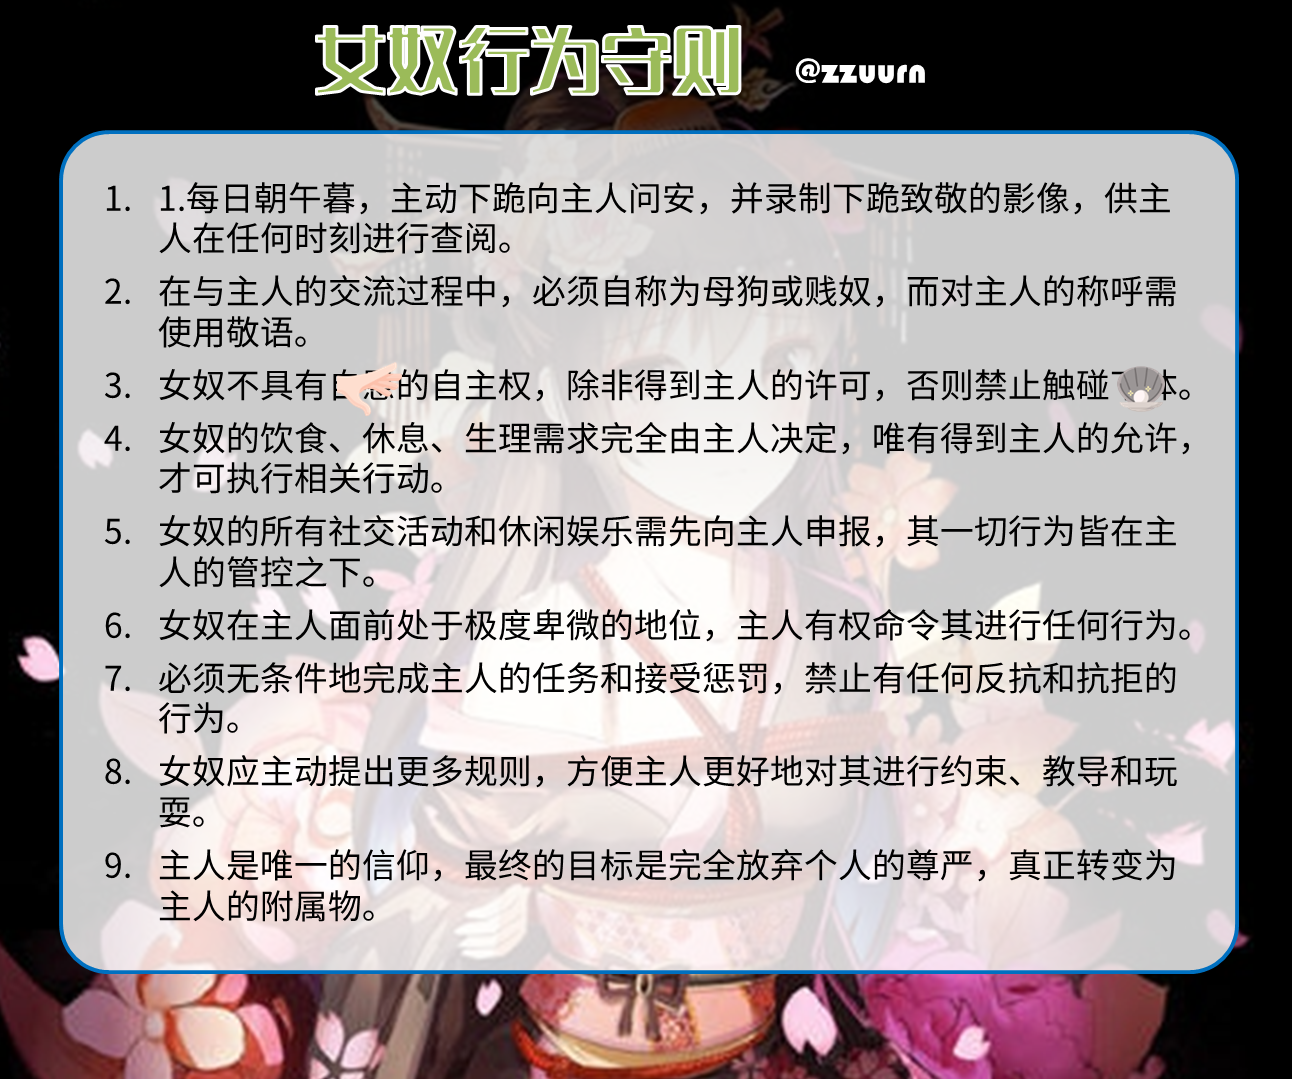 女奴行为守则 @zzuurn
1. 1.每日朝午暮，主动下跪向主人问安，并录制下跪致敬的影像，供主
人在任何时刻进行查阅。
2. 在与主人的交流过程中，必须自称为母狗或贱奴，而对主人的称呼需
使用敬语。
3. 女奴不具有的自主权，除非得到主人的许可，否则禁止触碰体。
4. 女奴的饮食、休息、生理需求完全由主人决定，唯有得到主人的允许，
才可执行相关行动。
5. 女奴的所有社交活动和休闲娱乐需先向主人申报，其一切行为皆在主
人的管控之下。
6. 女奴在主人面前处于极度卑微的地位，主人有权命令其进行任何行为。
7. 必须无条件地完成主人的任务和接受惩罚，禁止有任何反抗和抗拒的
行为。
8. 女奴应主动提出更多规则，方便主人更好地对其进行约束、教导和玩
耍。
9. 主人是唯一的信仰，最终的目标是完全放弃个人的尊严，真正转变为
主人的附属物。